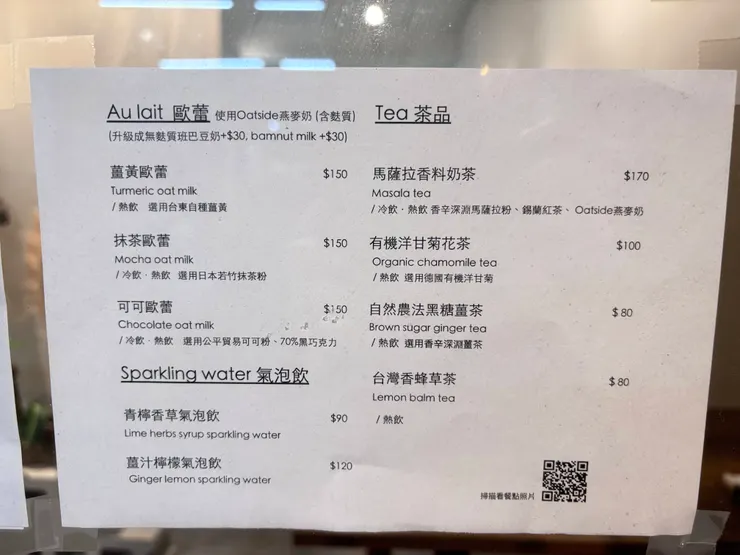 Au lait 歐蕾 使用Oatside燕麥奶 (含麩質)
(升級成無麩質班巴豆奶+$30, bamnut milk +$30)
薑黃歐蕾 $150
Turmeric oat milk
/ 熱飲 選用台東自種薑黃
抹茶歐蕾 $150
Mocha oat milk
/ 冷飲．熱飲 選用日本若竹抹茶粉
可可歐蕾 $150
Chocolate oat milk
/ 冷飲．熱飲 選用公平貿易可可粉、70%黑巧克力
Sparkling water 氣泡飲
青檸香草氣泡飲 $90
Lime herbs syrup sparkling water
薑汁檸檬氣泡飲 $120
Ginger lemon sparkling water
Tea 茶品
馬薩拉香料奶茶 $170
Masala tea
/ 冷飲．熱飲 香辛深淵馬薩拉粉、錫蘭紅茶、 Oatside燕麥奶
有機洋甘菊花茶 $100
Organic chamomile tea
/ 熱飲 選用德國有機洋甘菊
自然農法黑糖薑茶 $ 80
Brown sugar ginger tea
/ 熱飲 選用香辛深淵薑茶
台灣香蜂草茶 $ 80
Lemon balm tea
/ 熱飲
掃描看餐點照片